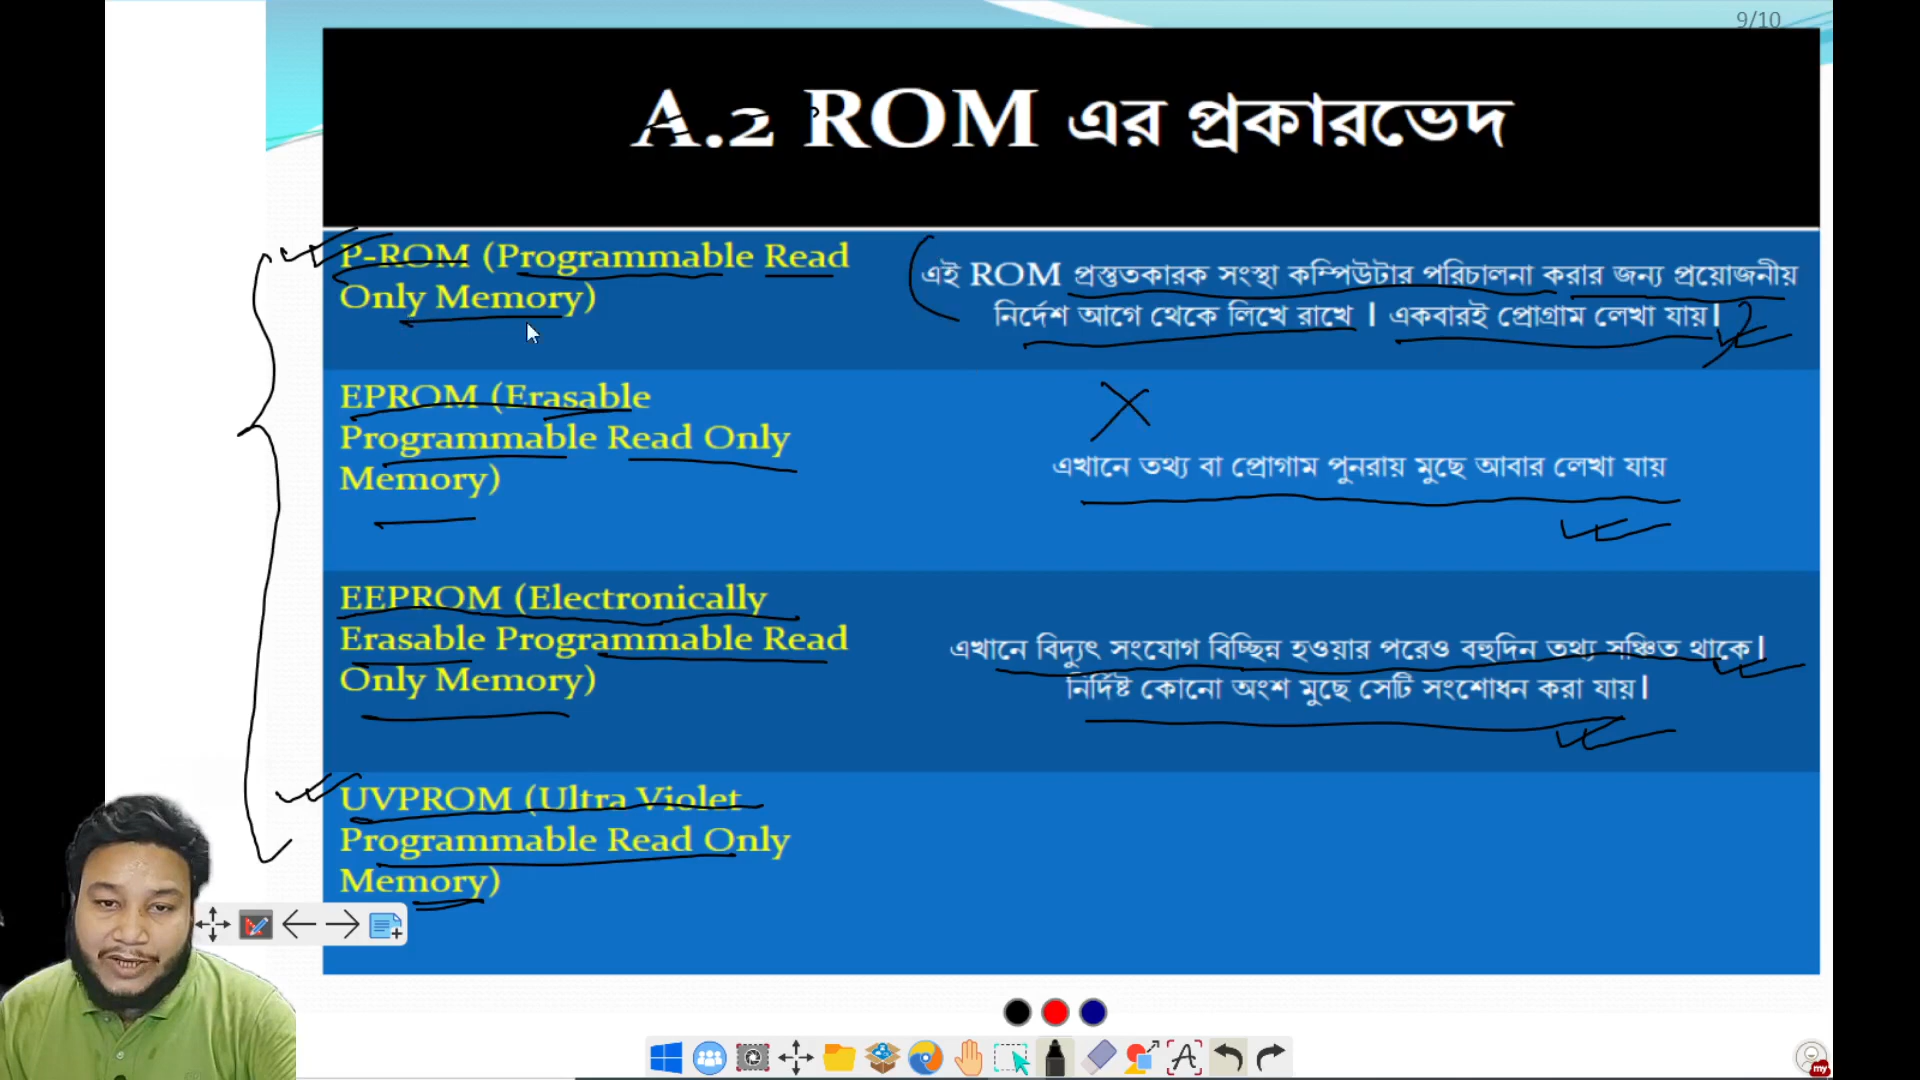 9/10
A.2 ROM এর প্রকারভেদ
P-ROM (Programmable Read
Only Memory)
এই ROM প্রস্তুতকারক সংস্থা কম্পিউটার পরিচালনা করার জন্য প্রয়োজনীয়
নির্দেশ আগে থেকে লিখে রাখে । একবারই প্রোগ্রাম লেখা যায়।
EPROM (Erasable
Programmable Read Only
Memory)
এখানে তথ্য বা প্রোগাম পুনরায় মুছে আবার লেখা যায়
EEPROM (Electronically
Erasable Programmable Read
Only Memory)
এখানে বিদ্যুৎ সংযোগ বিচ্ছিন্ন হওয়ার পরেও বহুদিন তথ্য সঞ্চিত থাকে।
নির্দিষ্ট কোনো অংশ মুছে সেটি সংশোধন করা যায়।
UVPROM (Ultra Violet
Programmable Read Only
Memory)
my